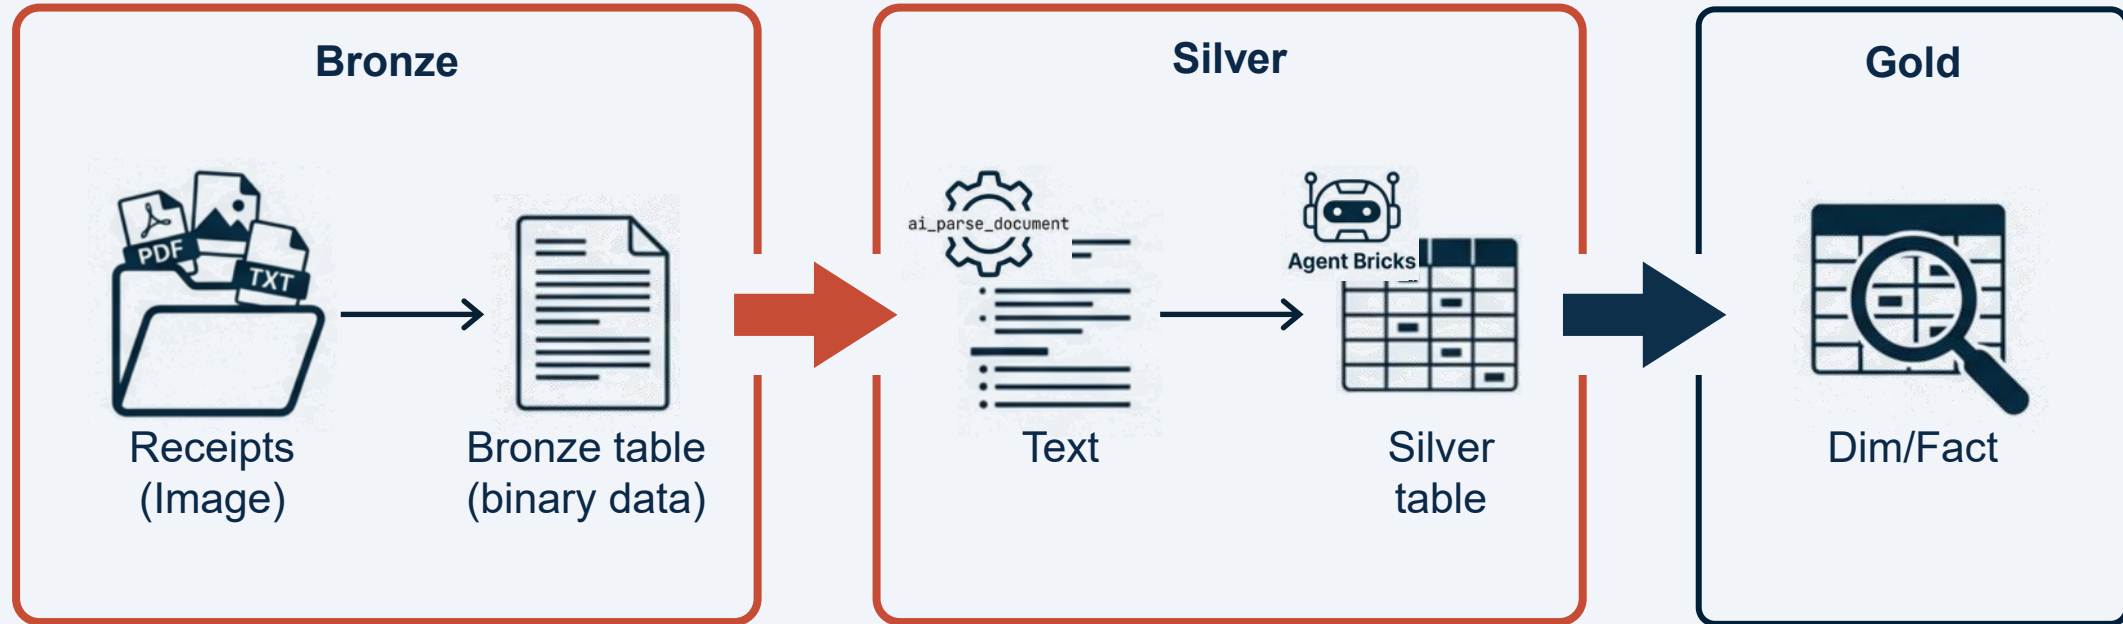 Bronze
Silver
Gold
PDF
TXT
ai_parse_document
Agent Bricks
Receipts
(Image)
Bronze table
(binary data)
Text
Silver
table
Dim/Fact